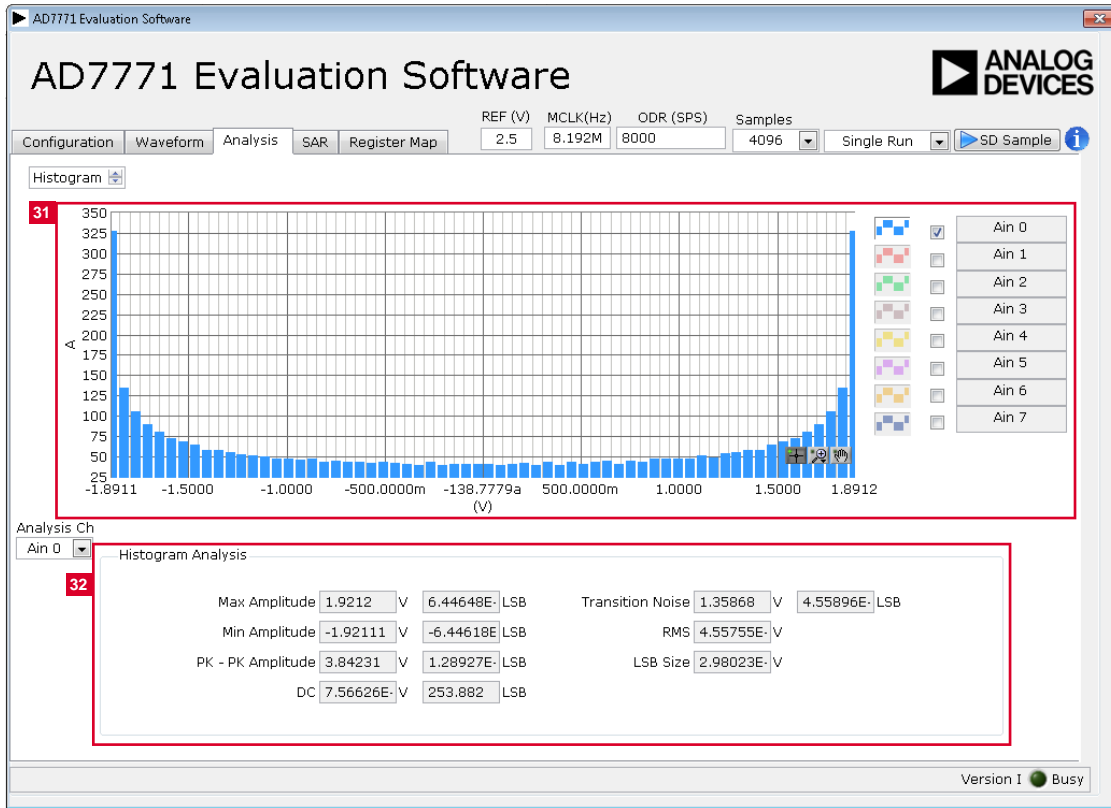 AD7771 Evaluation Software
AD7771 Evaluation Software
ANALOG
DEVICES
REF (V) MCLK(Hz) ODR (SPS) Samples
Configuration Waveform Analysis SAR Register Map 2.5 8.192M 8000 4096 Single Run SD Sample i
Histogram
31
350
325
300
275
250
225
200
175
150
125
100
75
50
25
A
-1.8911 -1.5000 -1.0000 -500.0000m -138.7779a 500.0000m 1.0000 1.5000 1.8912
(V)
Ain 0
Ain 1
Ain 2
Ain 3
Ain 4
Ain 5
Ain 6
Ain 7
Analysis Ch
Ain 0
32
Histogram Analysis
Max Amplitude 1.9212 V 6.44648E- LSB Transition Noise 1.35868 V 4.55896E- LSB
Min Amplitude -1.92111 V -6.44618E LSB RMS 4.55755E- V
PK - PK Amplitude 3.84231 V 1.28927E- LSB LSB Size 2.98023E- V
DC 7.56626E- V 253.882 LSB
Version I Busy